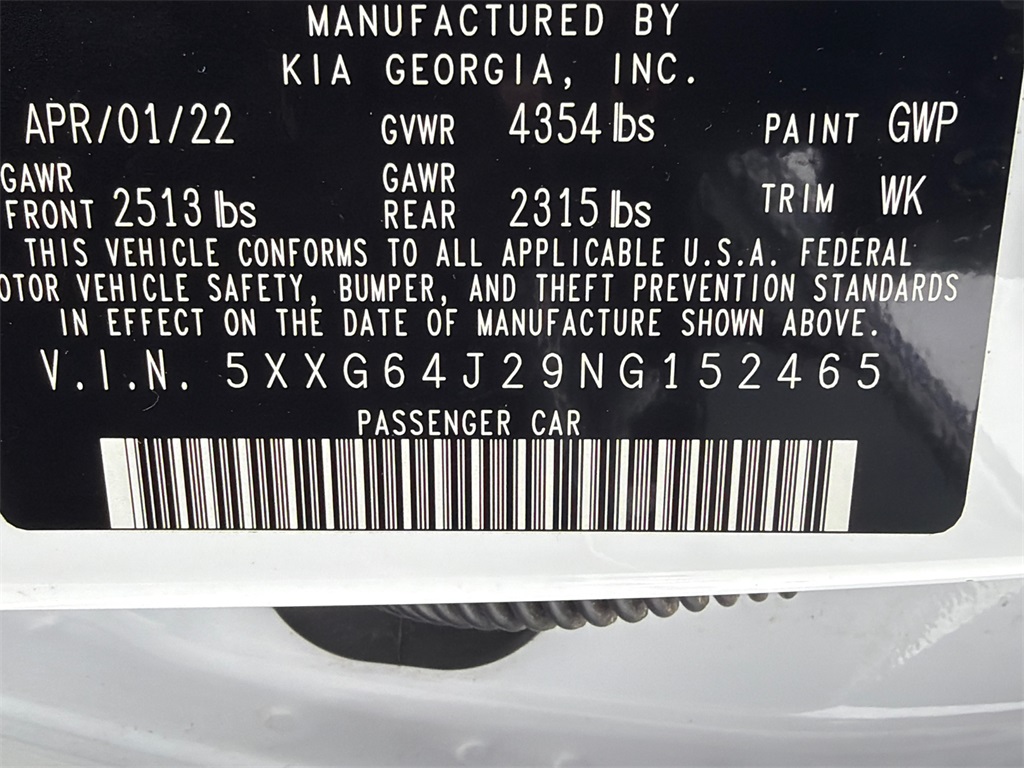 MANUFACTURED BY
KIA GEORGIA, INC.
APR/01/22 GVWR 4354 lbs PAINT GWP
GAWR FRONT 2513 lbs GAWR REAR 2315 lbs TRIM WK
THIS VEHICLE CONFORMS TO ALL APPLICABLE U.S.A. FEDERAL
OTOR VEHICLE SAFETY, BUMPER, AND THEFT PREVENTION STANDARDS
IN EFFECT ON THE DATE OF MANUFACTURE SHOWN ABOVE.
V.I.N. 5XXG64J29NG152465
PASSENGER CAR